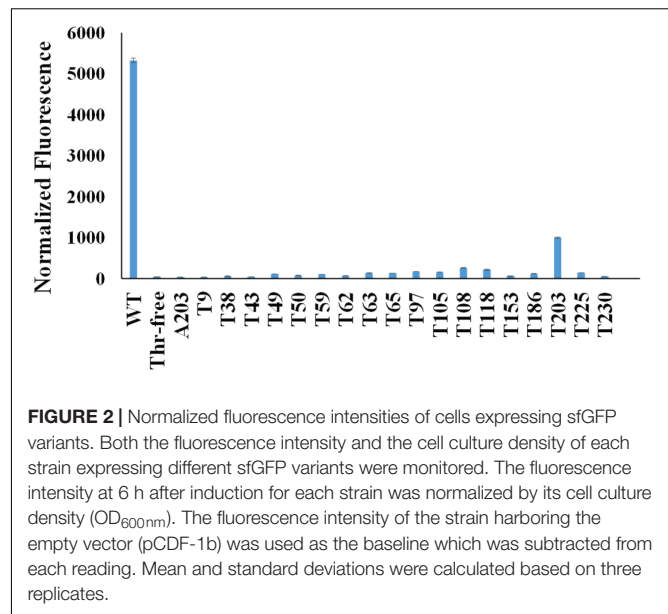 6000
5000
4000
3000
2000
1000
0
Normalized Fluorescence
WT
Thr-free
A203
T9
T38
T43
T49
T50
T59
T62
T63
T65
T97
T105
T108
T118
T153
T186
T203
T225
T230
FIGURE 2 | Normalized fluorescence intensities of cells expressing sfGFP
variants. Both the fluorescence intensity and the cell culture density of each
strain expressing different sfGFP variants were monitored. The fluorescence
intensity at 6 h after induction for each strain was normalized by its cell culture
density (OD600nm). The fluorescence intensity of the strain harboring the
empty vector (pCDF-1b) was used as the baseline which was subtracted from
each reading. Mean and standard deviations were calculated based on three
replicates.